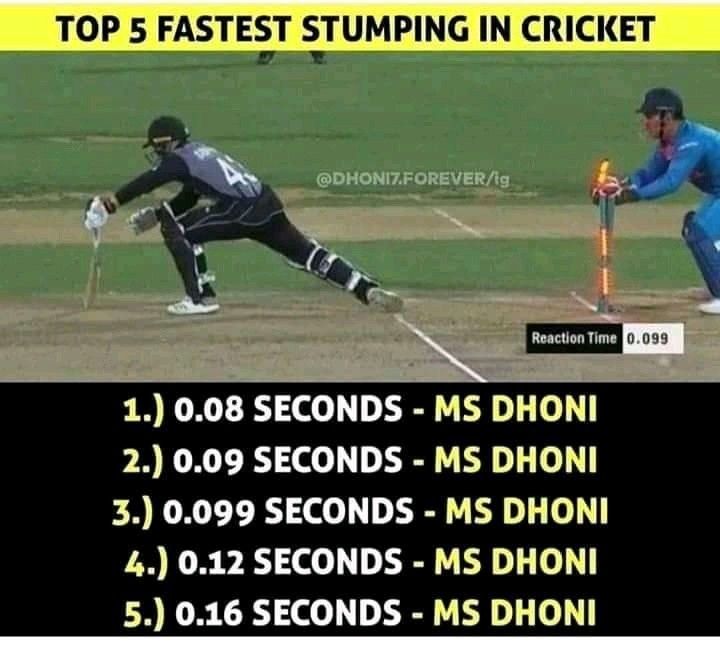 TOP 5 FASTEST STUMPING IN CRICKET
@DHONI7.FOREVER/ig
Reaction Time 0.099
1.) 0.08 SECONDS - MS DHONI
2.) 0.09 SECONDS - MS DHONI
3.) 0.099 SECONDS - MS DHONI
4.) 0.12 SECONDS - MS DHONI
5.) 0.16 SECONDS - MS DHONI